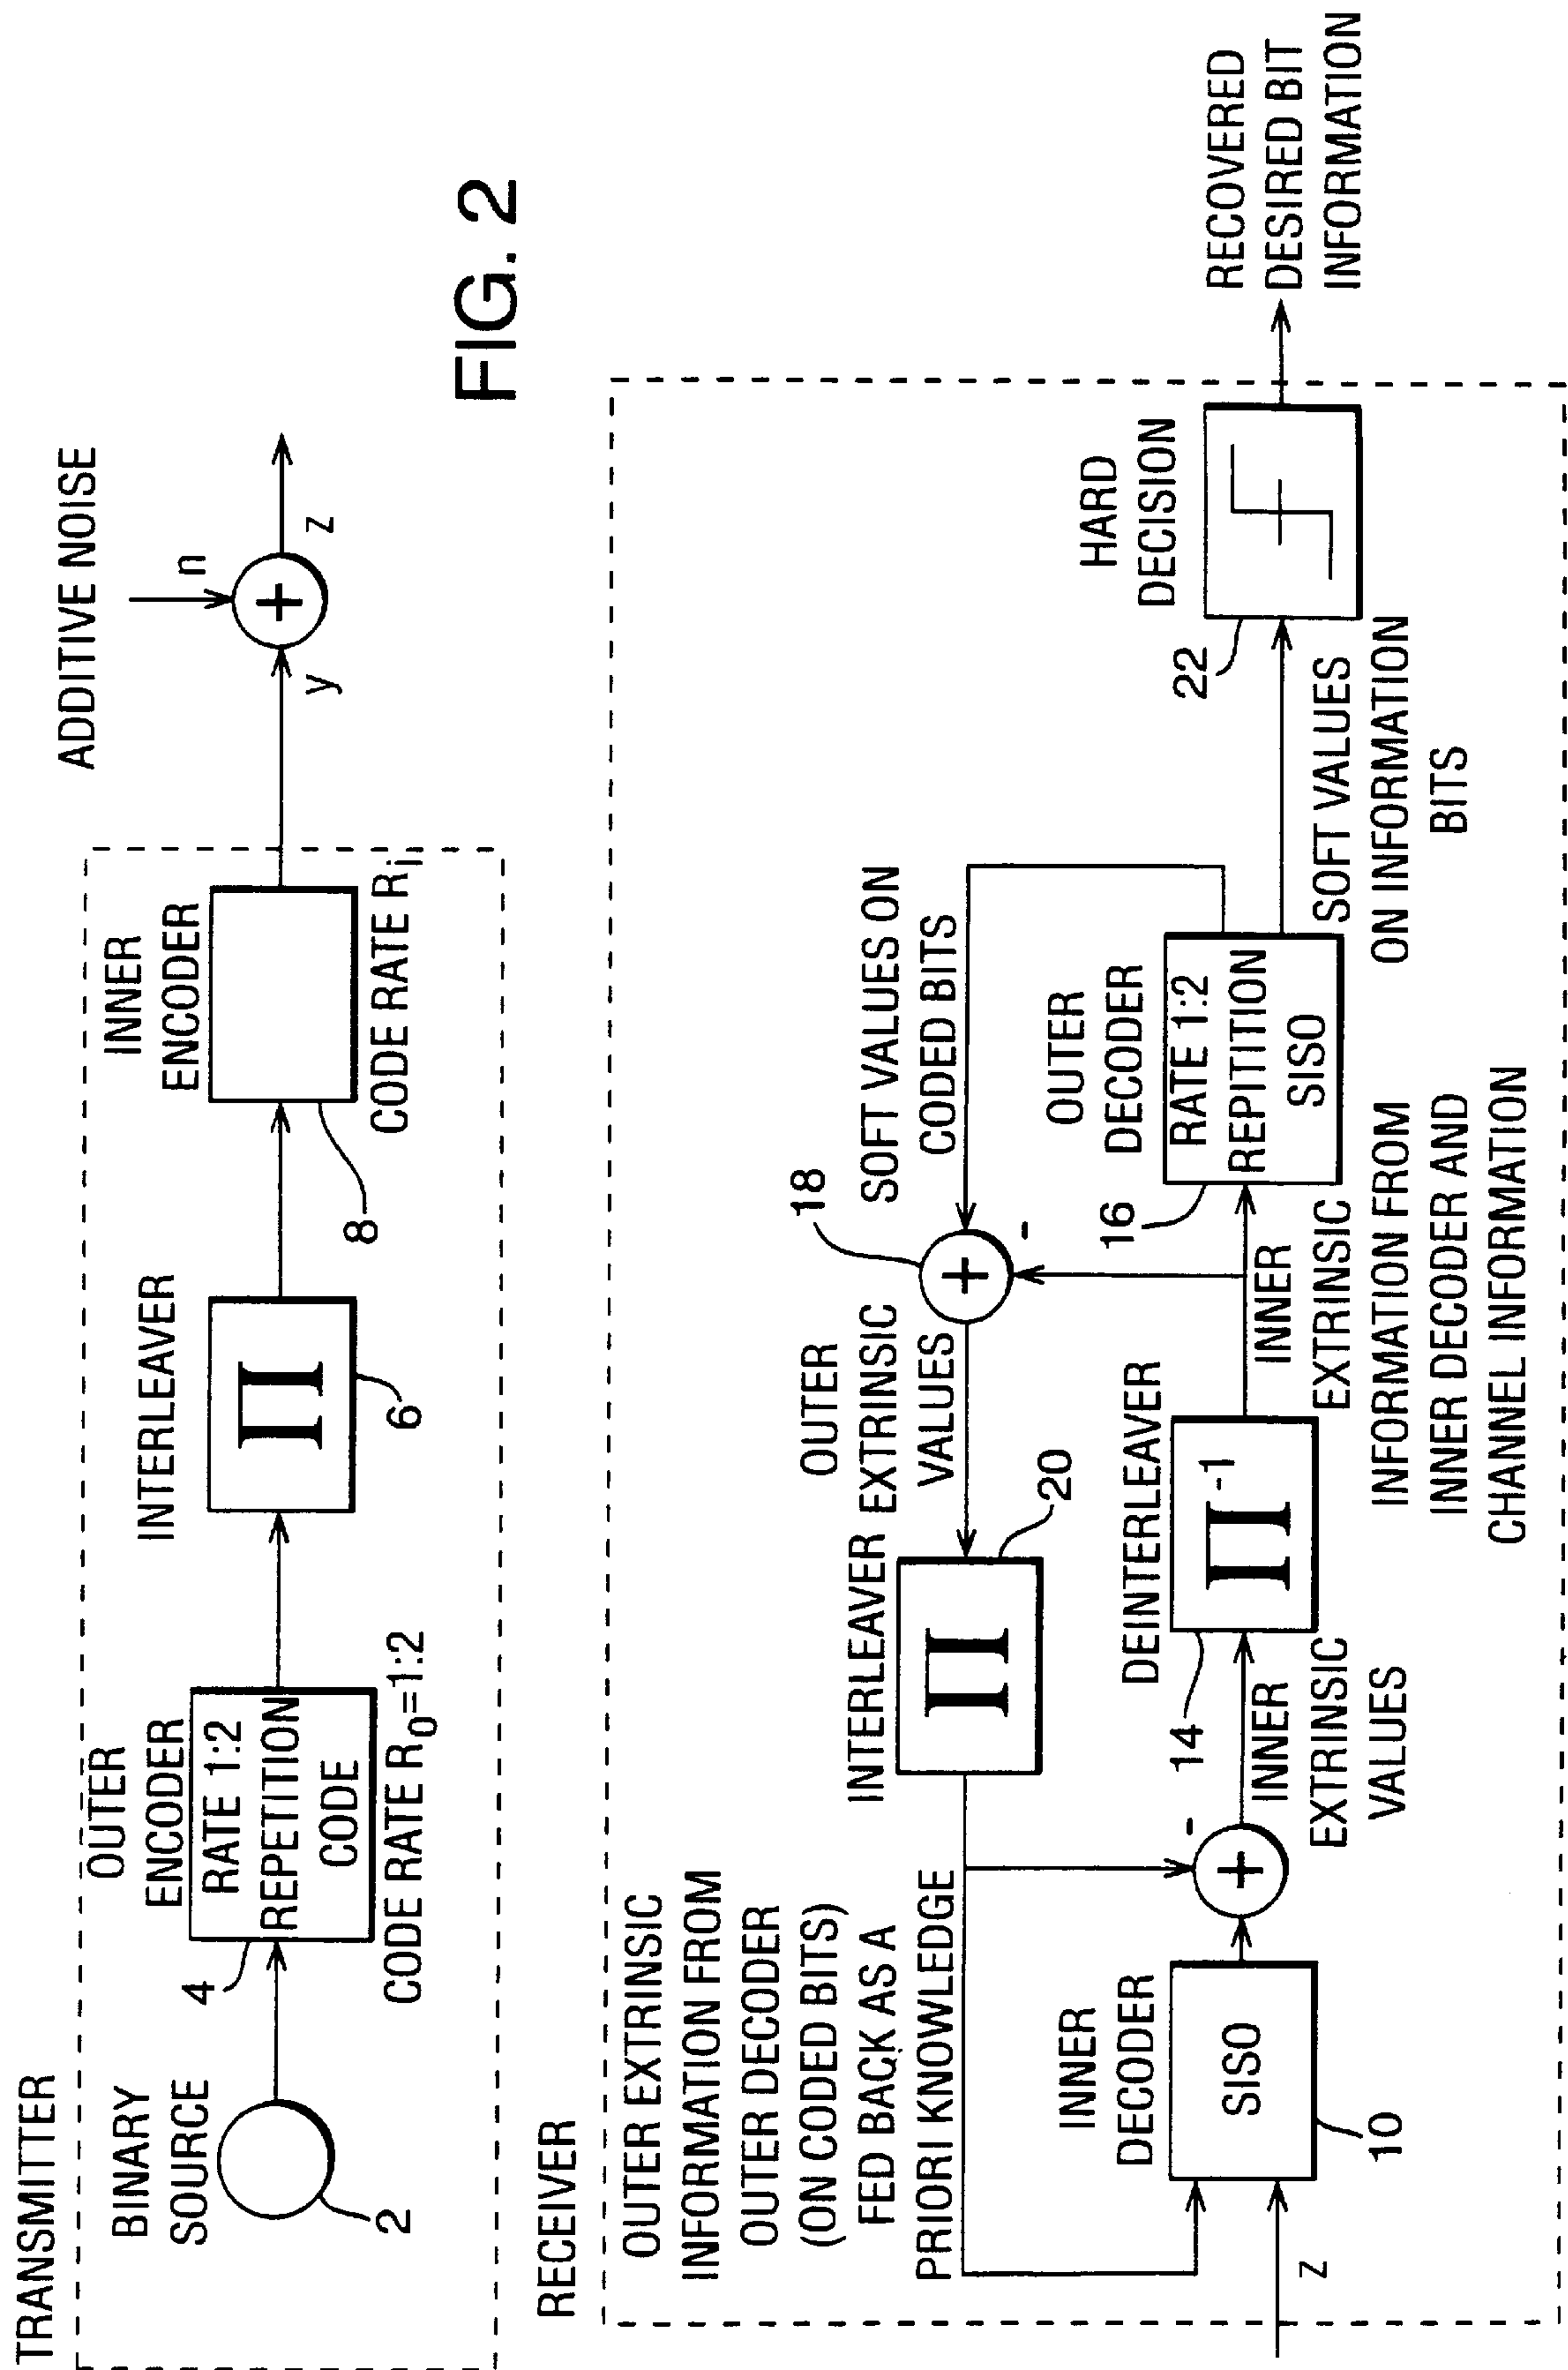 TRANSMITTER
BINARY
SOURCE
2
OUTER
ENCODER
RATE 1:2
REPETITION
CODE
4
CODE RATE R0=1:2
INTERLEAVER
Π
6
INNER
ENCODER
8
CODE RATE Ri
ADDITIVE NOISE
n
+
y
z
FIG. 2
RECEIVER
OUTER EXTRINSIC
INFORMATION FROM
OUTER DECODER
(ON CODED BITS)
FED BACK AS A
PRIORI KNOWLEDGE
INNER
DECODER
SISO
10
z
+
-
INNER
EXTRINSIC
VALUES
INTERLEAVER
Π
20
OUTER
EXTRINSIC
VALUES
DEINTERLEAVER
Π-1
14
18
+
-
INNER
EXTRINSIC
INFORMATION FROM
INNER DECODER AND
CHANNEL INFORMATION
SOFT VALUES ON
CODED BITS
OUTER
DECODER
RATE 1:2
REPITITION
SISO
16
SOFT VALUES
ON INFORMATION
BITS
HARD
DECISION
22
RECOVERED
DESIRED BIT
INFORMATION